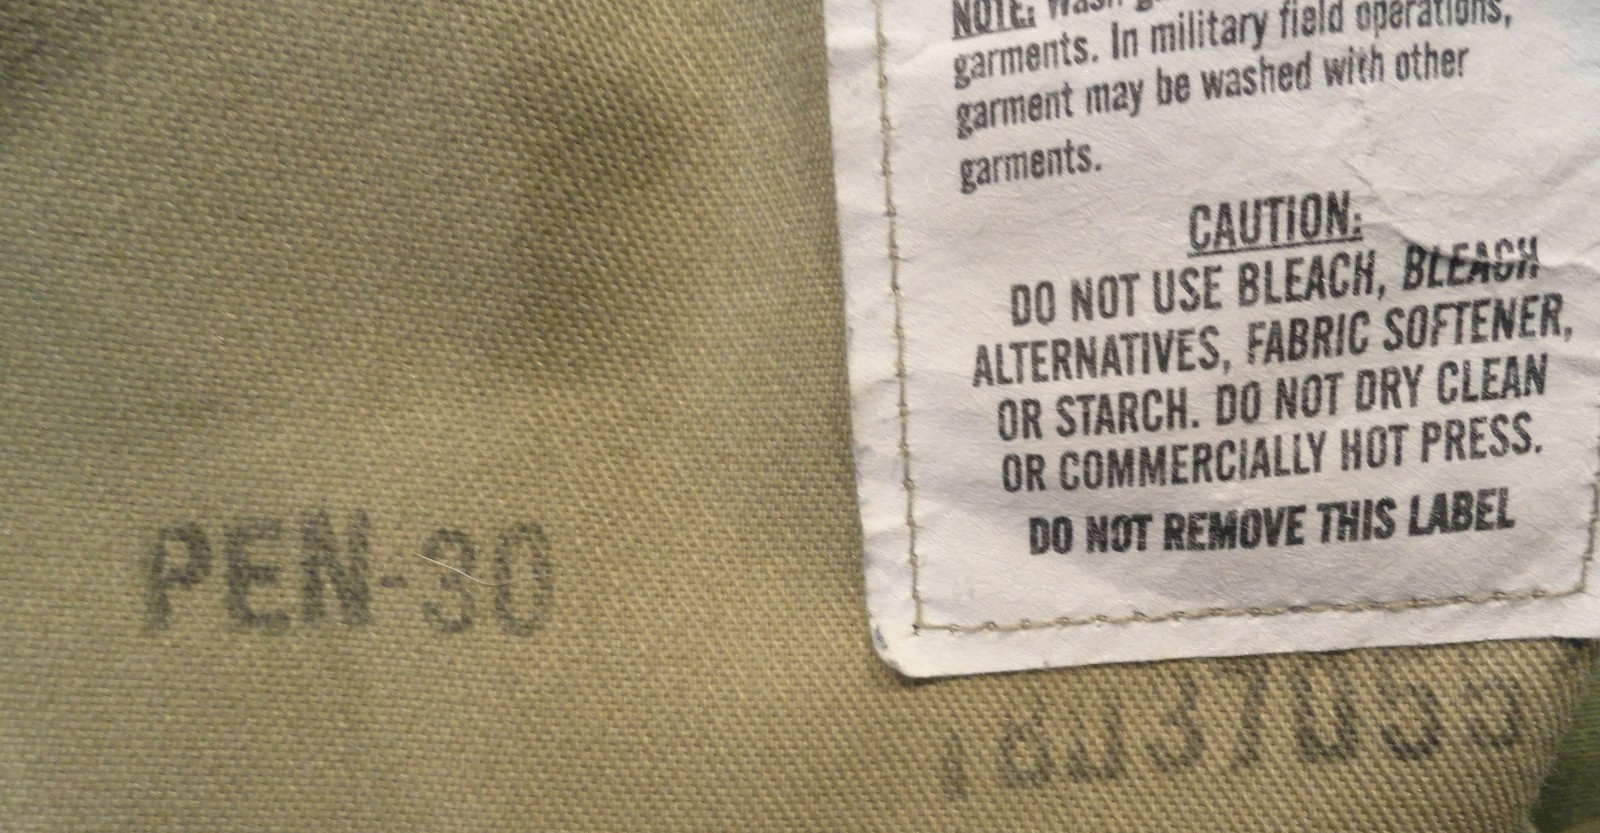 NOTE: Wash
garments. In military field operations,
garment may be washed with other
garments.
CAUTION:
DO NOT USE BLEACH, BLEACH
ALTERNATIVES, FABRIC SOFTENER,
OR STARCH. DO NOT DRY CLEAN
OR COMMERCIALLY HOT PRESS.
DO NOT REMOVE THIS LABEL
PEN-30